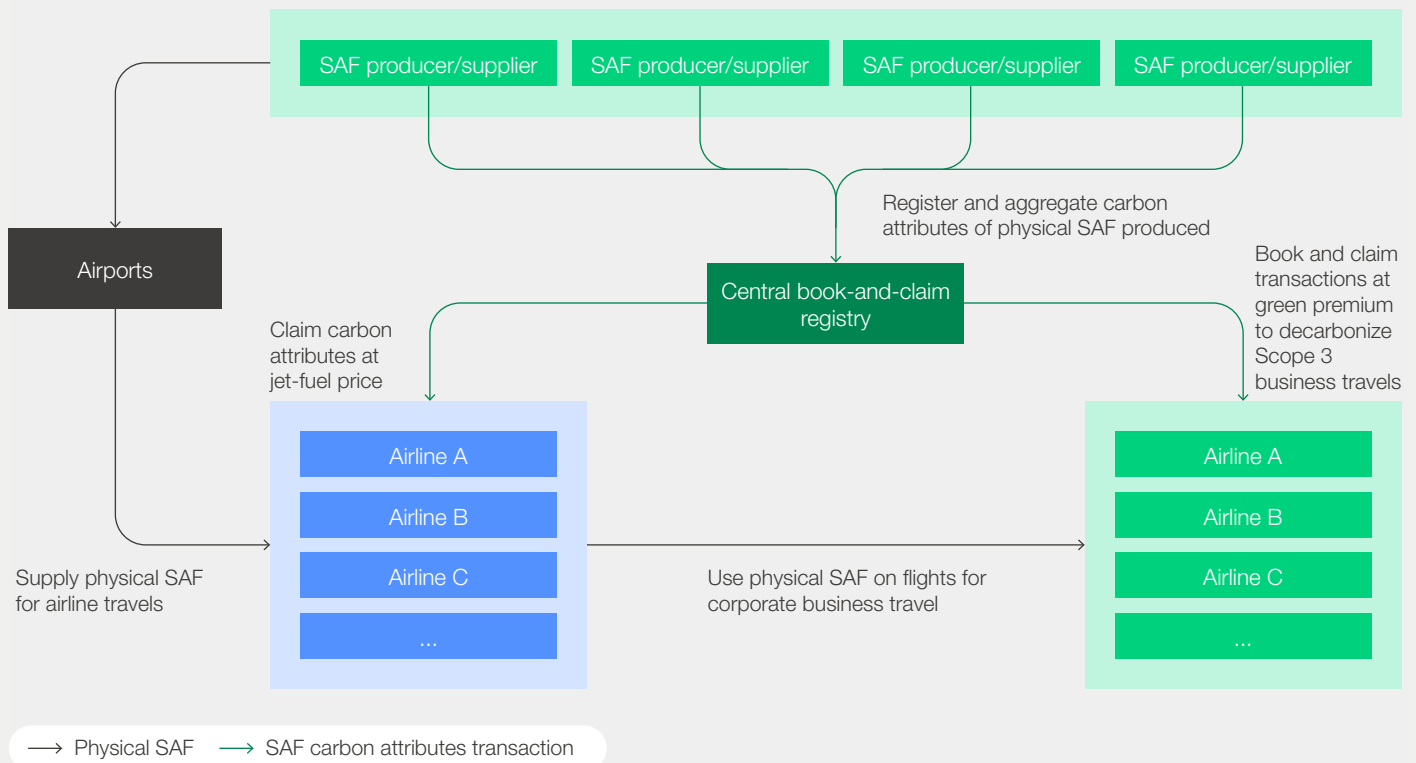 SAF producer/supplier
SAF producer/supplier
SAF producer/supplier
SAF producer/supplier
Register and aggregate carbon
attributes of physical SAF produced
Airports
Central book-and-claim
registry
Book and claim
transactions at
green premium
to decarbonize
Scope 3
business travels
Claim carbon
attributes at
jet-fuel price
Airline A
Airline B
Airline C
...
Supply physical SAF
for airline travels
Use physical SAF on flights for
corporate business travel
Airline A
Airline B
Airline C
...
Physical SAF
SAF carbon attributes transaction